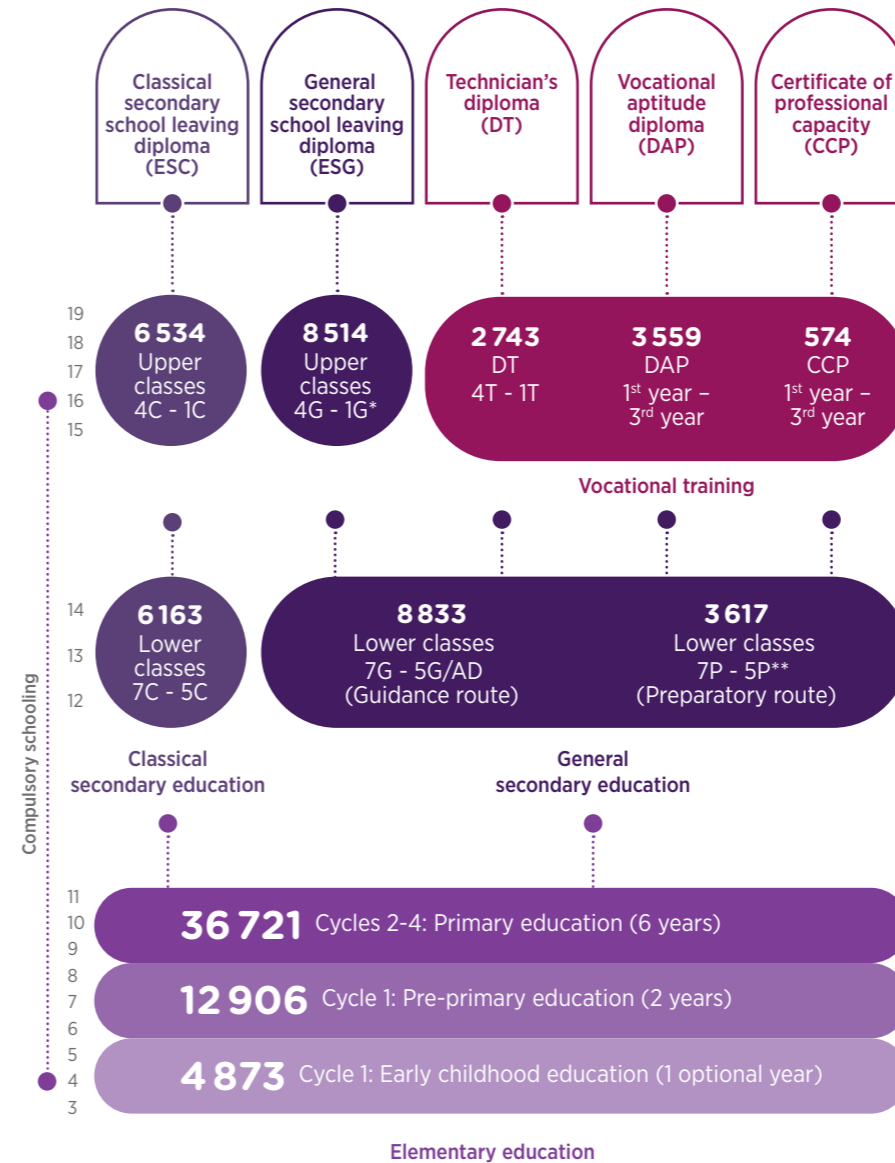 Classical
secondary
school leaving
diploma
(ESC)
General
secondary
school leaving
diploma
(ESG)
Technician's
diploma
(DT)
Vocational
aptitude
diploma
(DAP)
Certificate of
professional
capacity
(CCP)
19
18
17
16
15
6 534
Upper
classes
4C - 1C
8 514
Upper
classes
4G - 1G*
2 743
DT
4T - 1T
3 559
DAP
1st year –
3rd year
574
CCP
1st year –
3rd year
Vocational training
14
13
12
6 163
Lower
classes
7C - 5C
8 833
Lower classes
7G - 5G/AD
(Guidance route)
3 617
Lower classes
7P - 5P**
(Preparatory route)
Classical
secondary education
General
secondary education
Compulsory schooling
11
10
9
8
7
6
5
4
3
36 721 Cycles 2-4: Primary education (6 years)
12 906 Cycle 1: Pre-primary education (2 years)
4 873 Cycle 1: Early childhood education (1 optional year)
Elementary education